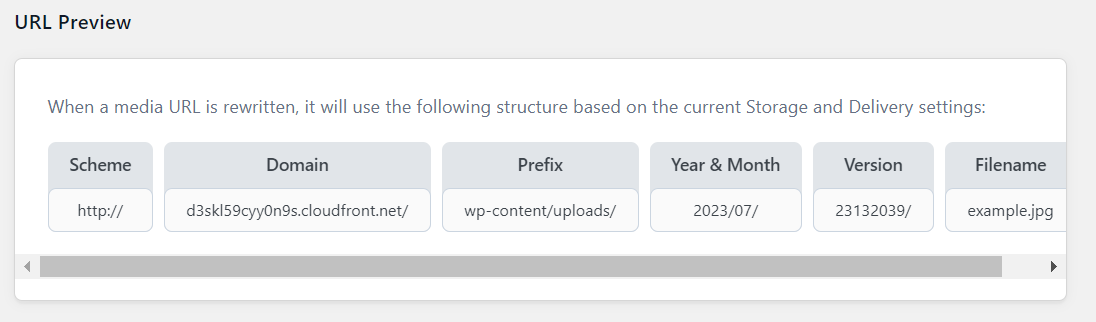 URL Preview
When a media URL is rewritten, it will use the following structure based on the current Storage and Delivery settings:
Scheme Domain Prefix Year & Month Version Filename
http:// d3skl59cyy0n9s.cloudfront.net/ wp-content/uploads/ 2023/07/ 23132039/ example.jpg